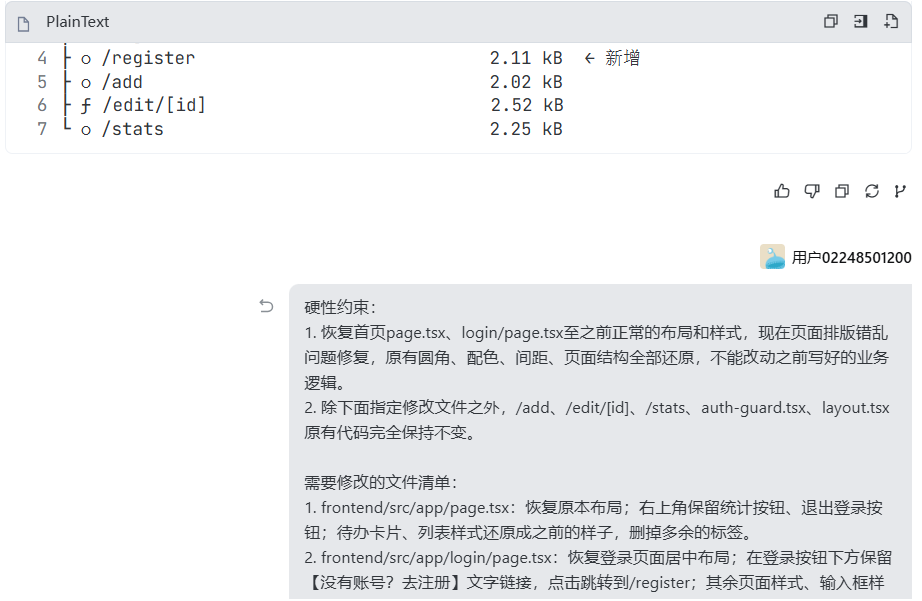 PlainText
4 ├ ○ /register 2.11 kB ← 新增
5 ├ ○ /add 2.02 kB
6 ├ ƒ /edit/[id] 2.52 kB
7 └ ○ /stats 2.25 kB
用户02248501200
硬性约束：
1. 恢复首页page.tsx、login/page.tsx至之前正常的布局和样式，现在页面排版错乱
问题修复，原有圆角、配色、间距、页面结构全部还原，不能改动之前写好的业务
逻辑。
2. 除下面指定修改文件之外，/add、/edit/[id]、/stats、auth-guard.tsx、layout.tsx
原有代码完全保持不变。
需要修改的文件清单：
1. frontend/src/app/page.tsx：恢复原本布局；右上角保留统计按钮、退出登录按
钮；待办卡片、列表样式还原成之前的样子，删掉多余的标签。
2. frontend/src/app/login/page.tsx：恢复登录页面居中布局；在登录按钮下方保留
【没有账号？去注册】文字链接，点击跳转到/register；其余页面样式、输入框样